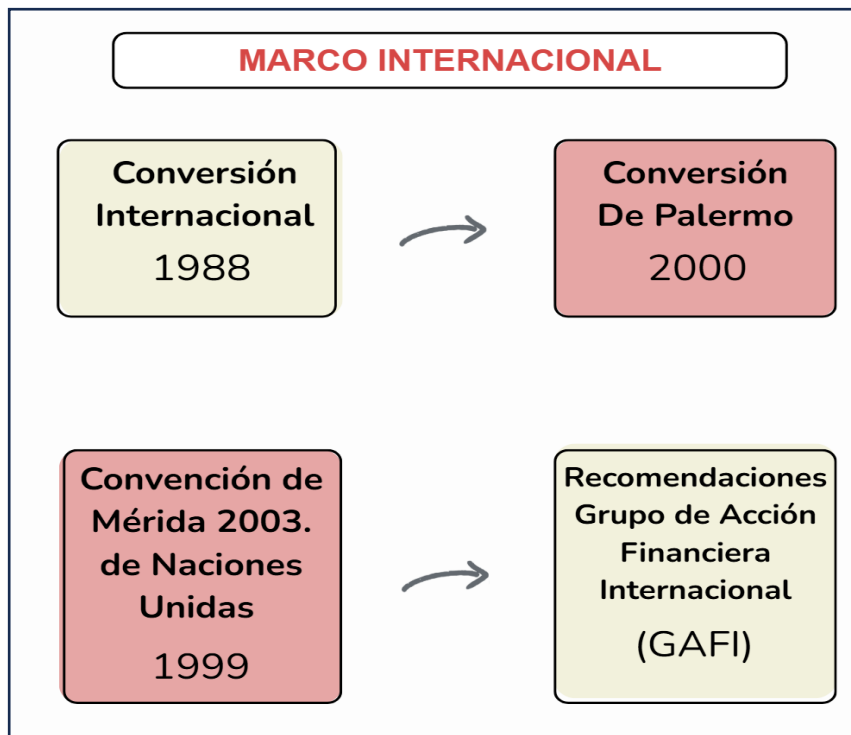 MARCO INTERNACIONAL
Conversión
Internacional
1988
Conversión
De Palermo
2000
Convención de
Mérida 2003.
de Naciones
Unidas
1999
Recomendaciones
Grupo de Acción
Financiera
Internacional
(GAFI)